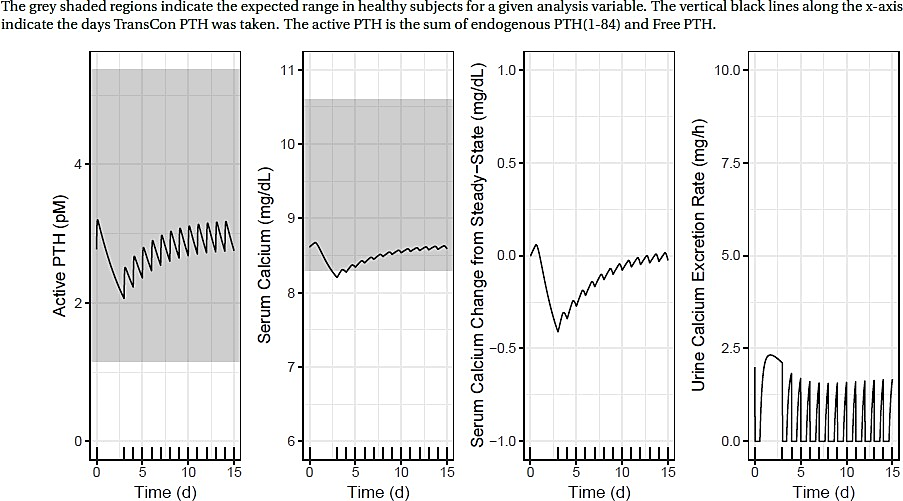 The grey shaded regions indicate the expected range in healthy subjects for a given analysis variable. The vertical black lines along the x-axis
indicate the days TransCon PTH was taken. The active PTH is the sum of endogenous PTH(1-84) and Free PTH.
Active PTH (pM)
4
2
0
0 5 10 15
Time (d)
Serum Calcium (mg/dL)
11
10
9
8
7
6
0 5 10 15
Time (d)
Serum Calcium Change from Steady−State (mg/dL)
1.0
0.5
0.0
−0.5
−1.0
0 5 10 15
Time (d)
Urine Calcium Excretion Rate (mg/h)
10.0
7.5
5.0
2.5
0.0
0 5 10 15
Time (d)